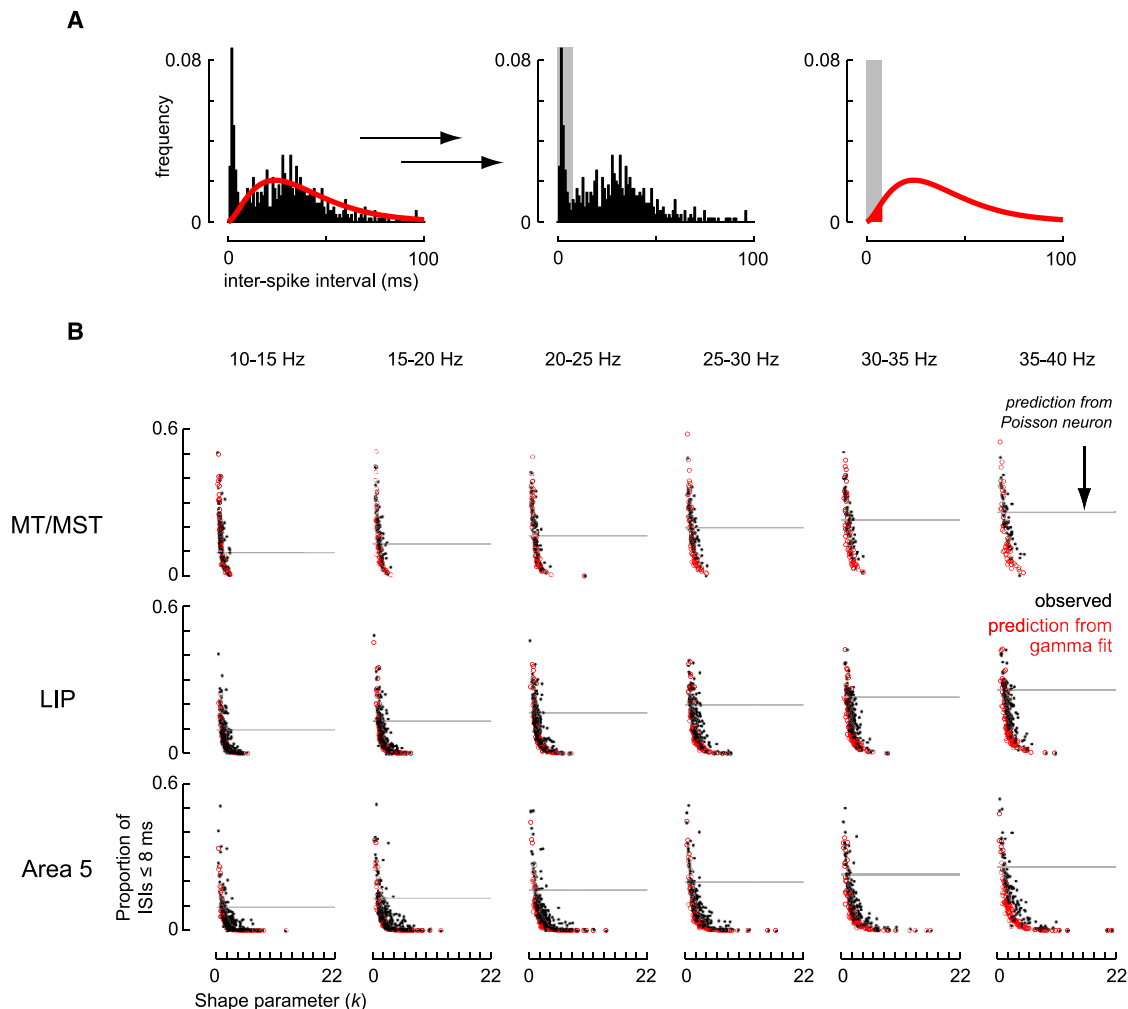 A
0.08
0.08
0.08
frequency
0
0
0
0
100
0
100
0
100
inter-spike interval (ms)
B
10-15 Hz
15-20 Hz
20-25 Hz
25-30 Hz
30-35 Hz
35-40 Hz
prediction from
Poisson neuron
0.6
MT/MST
0
0.6
observed
prediction from
gamma fit
LIP
0
0.6
Area 5
Proportion of
ISIs ≤ 8 ms
0
0
22
0
22
0
22
0
22
0
22
0
22
Shape parameter (k)